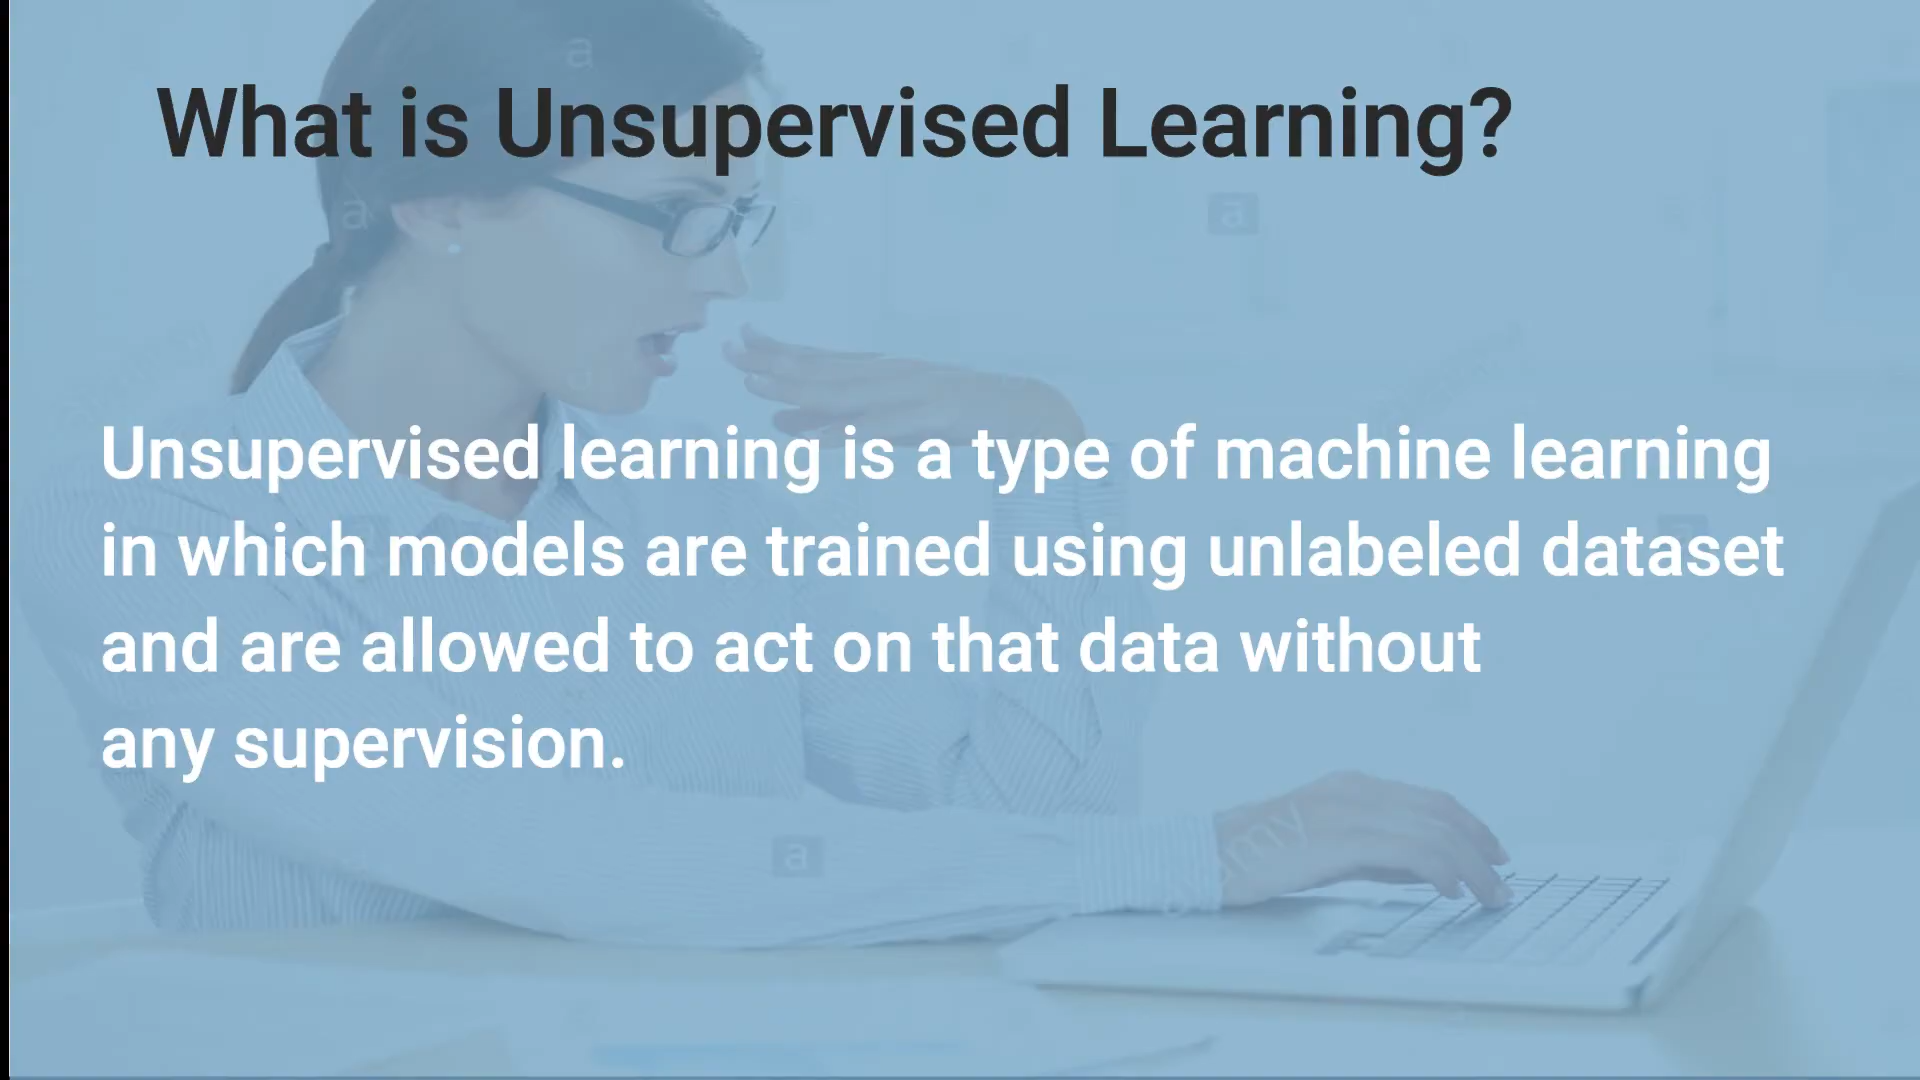 What is Unsupervised Learning?
Unsupervised learning is a type of machine learning
in which models are trained using unlabeled dataset
and are allowed to act on that data without
any supervision.